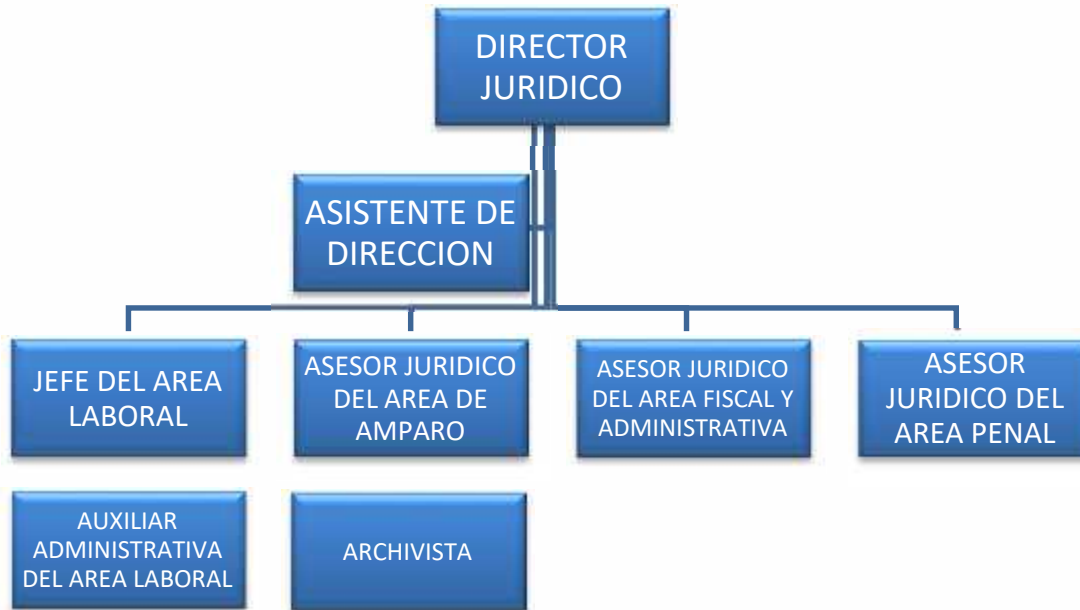 DIRECTOR
JURIDICO
ASISTENTE DE
DIRECCION
JEFE DEL AREA
LABORAL
ASESOR JURIDICO
DEL AREA DE
AMPARO
ASESOR JURIDICO
DEL AREA FISCAL Y
ADMINISTRATIVA
ASESOR
JURIDICO DEL
AREA PENAL
AUXILIAR
ADMINISTRATIVA
DEL AREA LABORAL
ARCHIVISTA